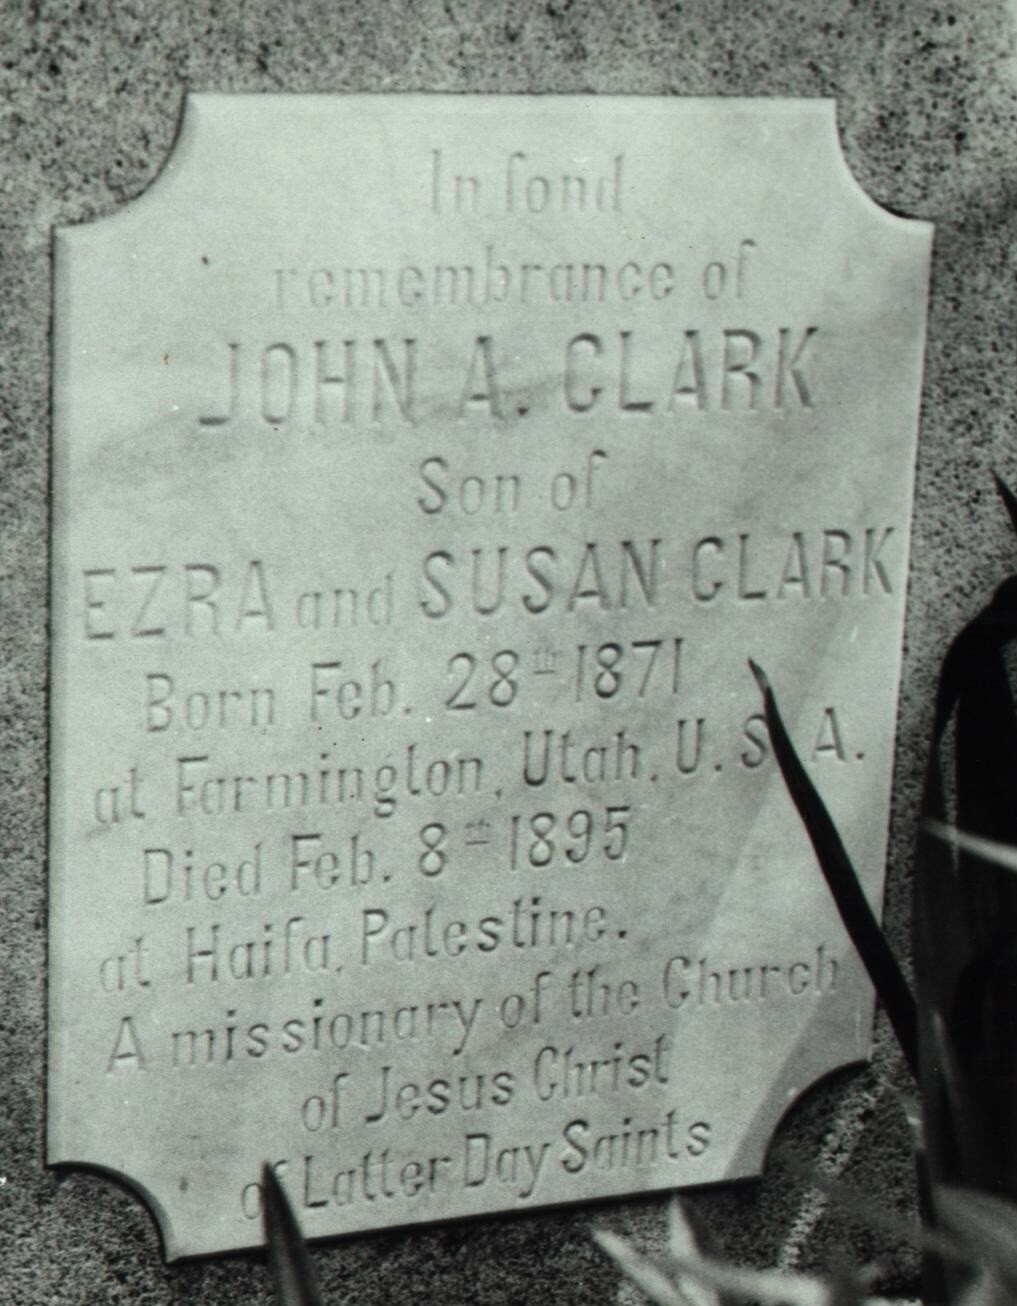 In fond
remembrance of
JOHN A. CLARK
Son of
EZRA and SUSAN CLARK
Born Feb. 28th 1871
at Farmington, Utah, U. S. A.
Died Feb. 8th 1895
at Haifa, Palestine.
A missionary of the Church
of Jesus Christ
of Latter Day Saints